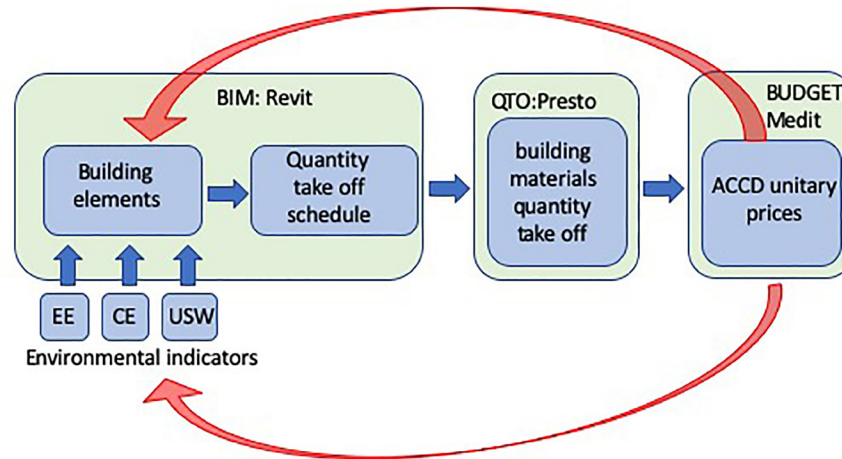 BIM: Revit
Building
elements
Quantity
take off
schedule
QTO:Presto
building
materials
quantity
take off
BUDGET
Medit
ACCD unitary
prices
EE
CE
USW
Environmental indicators